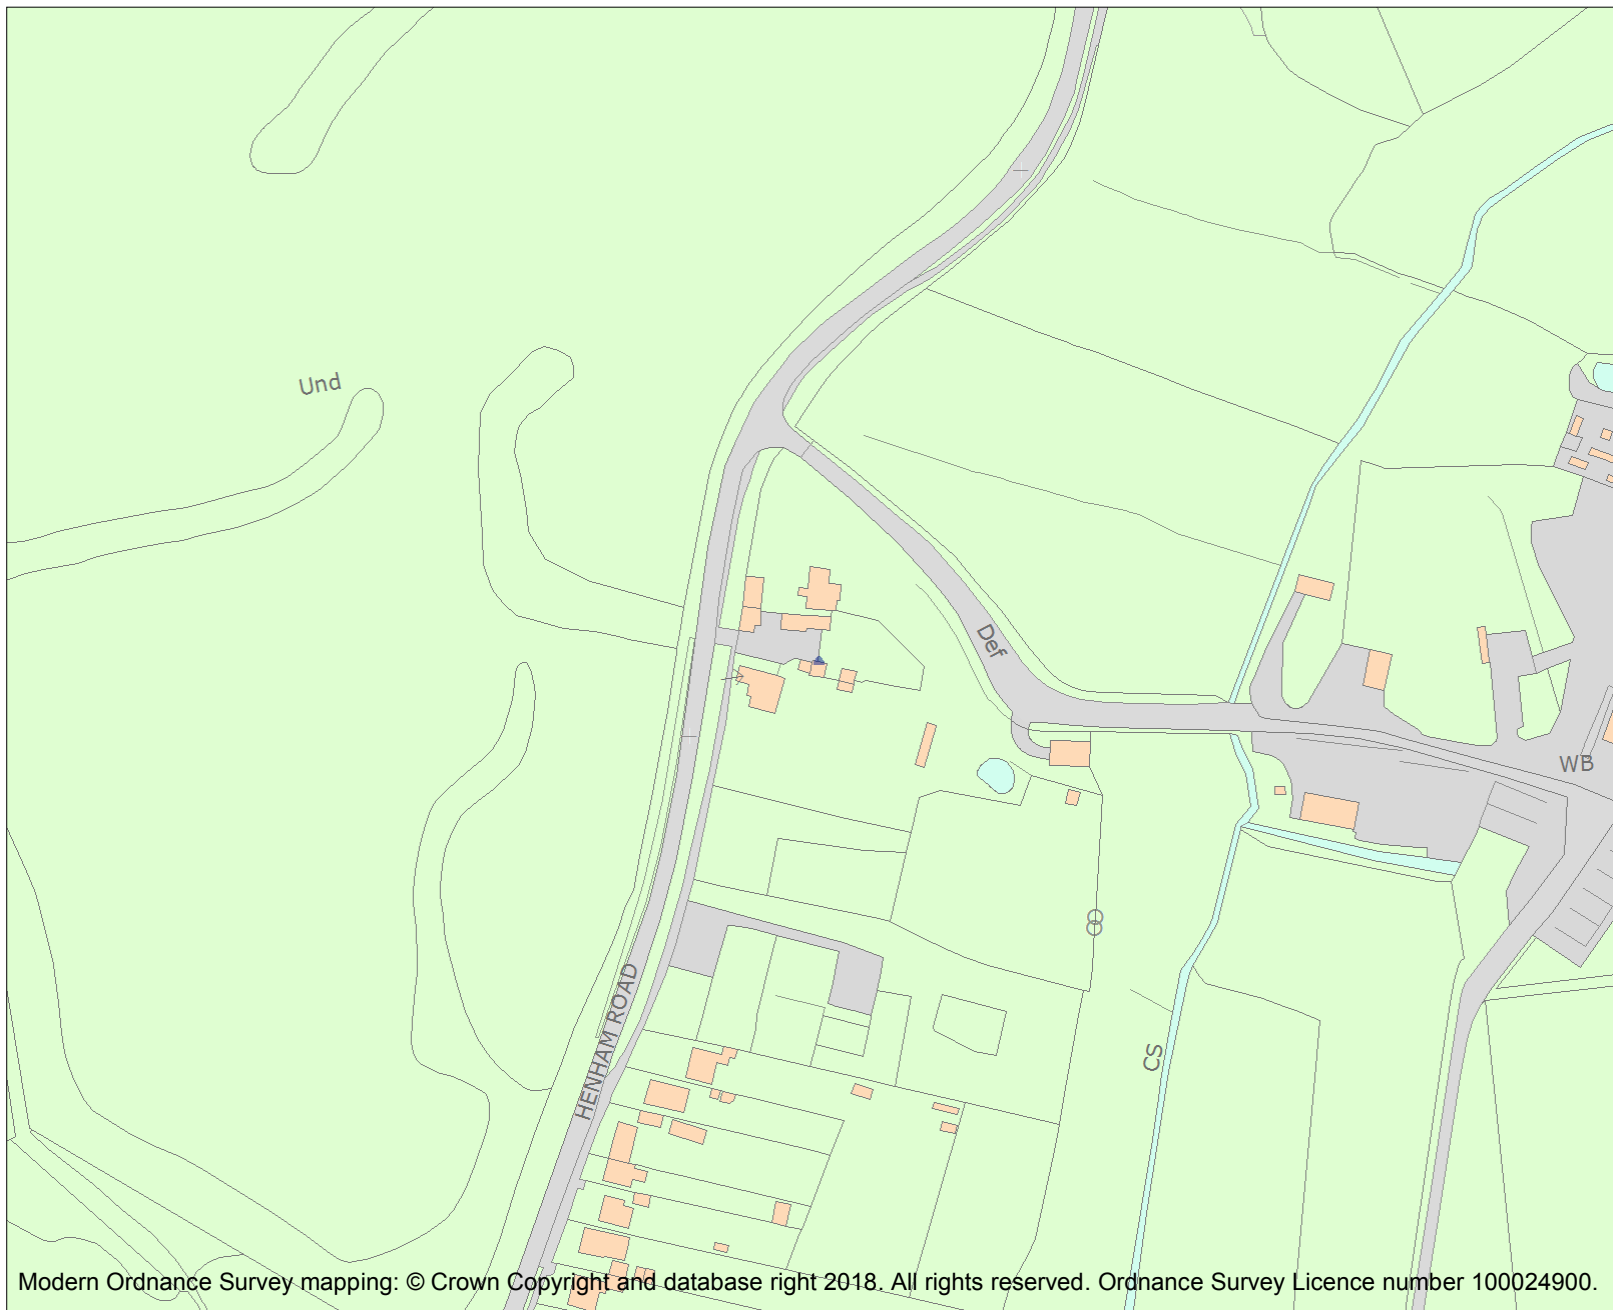 Und
Def
WB
HENHAM ROAD
CS
Modern Ordnance Survey mapping: © Crown Copyright and database right 2018. All rights reserved. Ordnance Survey Licence number 100024900.